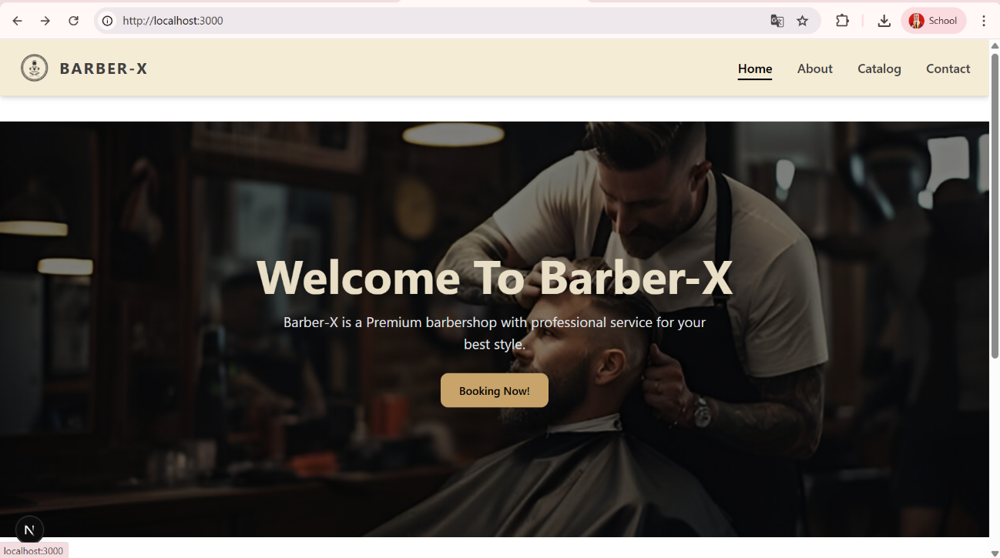 http://localhost:3000
School
BARBER-X
Home
About
Catalog
Contact
Welcome To Barber-X
Barber-X is a Premium barbershop with professional service for your
best style.
Booking Now!
N
localhost:3000